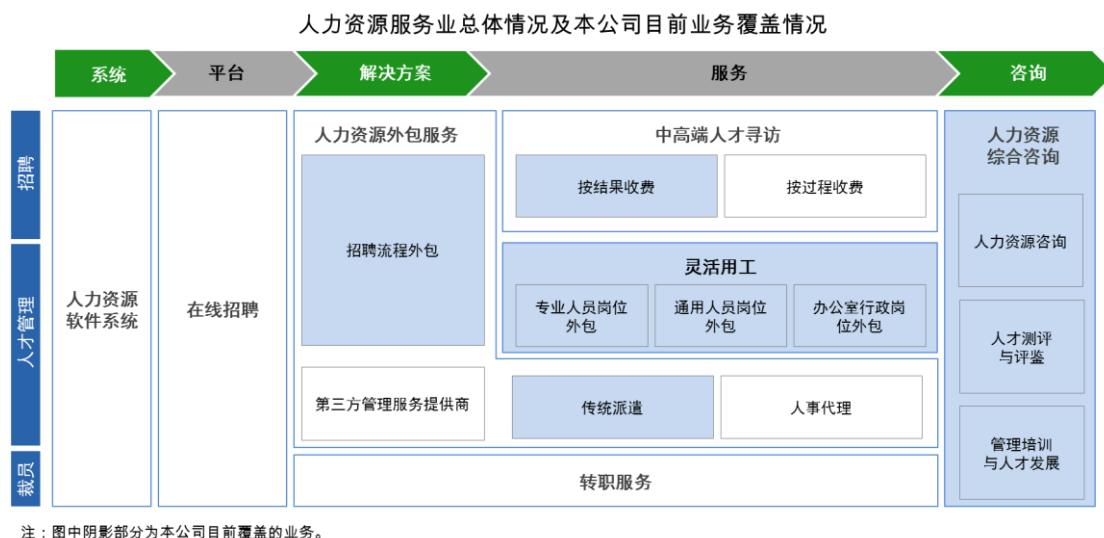 人力资源服务业总体情况及本公司目前业务覆盖情况
系统
平台
解决方案
服务
咨询
招聘
人才管理
裁员
人力资源
软件系统
在线招聘
人力资源外包服务
招聘流程外包
第三方管理服务提供商
中高端人才寻访
按结果收费
按过程收费
灵活用工
专业人员岗位
外包
通用人员岗位
外包
办公室行政岗
位外包
传统派遣
人事代理
转职服务
人力资源
综合咨询
人力资源咨询
人才测评
与评鉴
管理培训
与人才发展
注：图中阴影部分为本公司目前覆盖的业务。